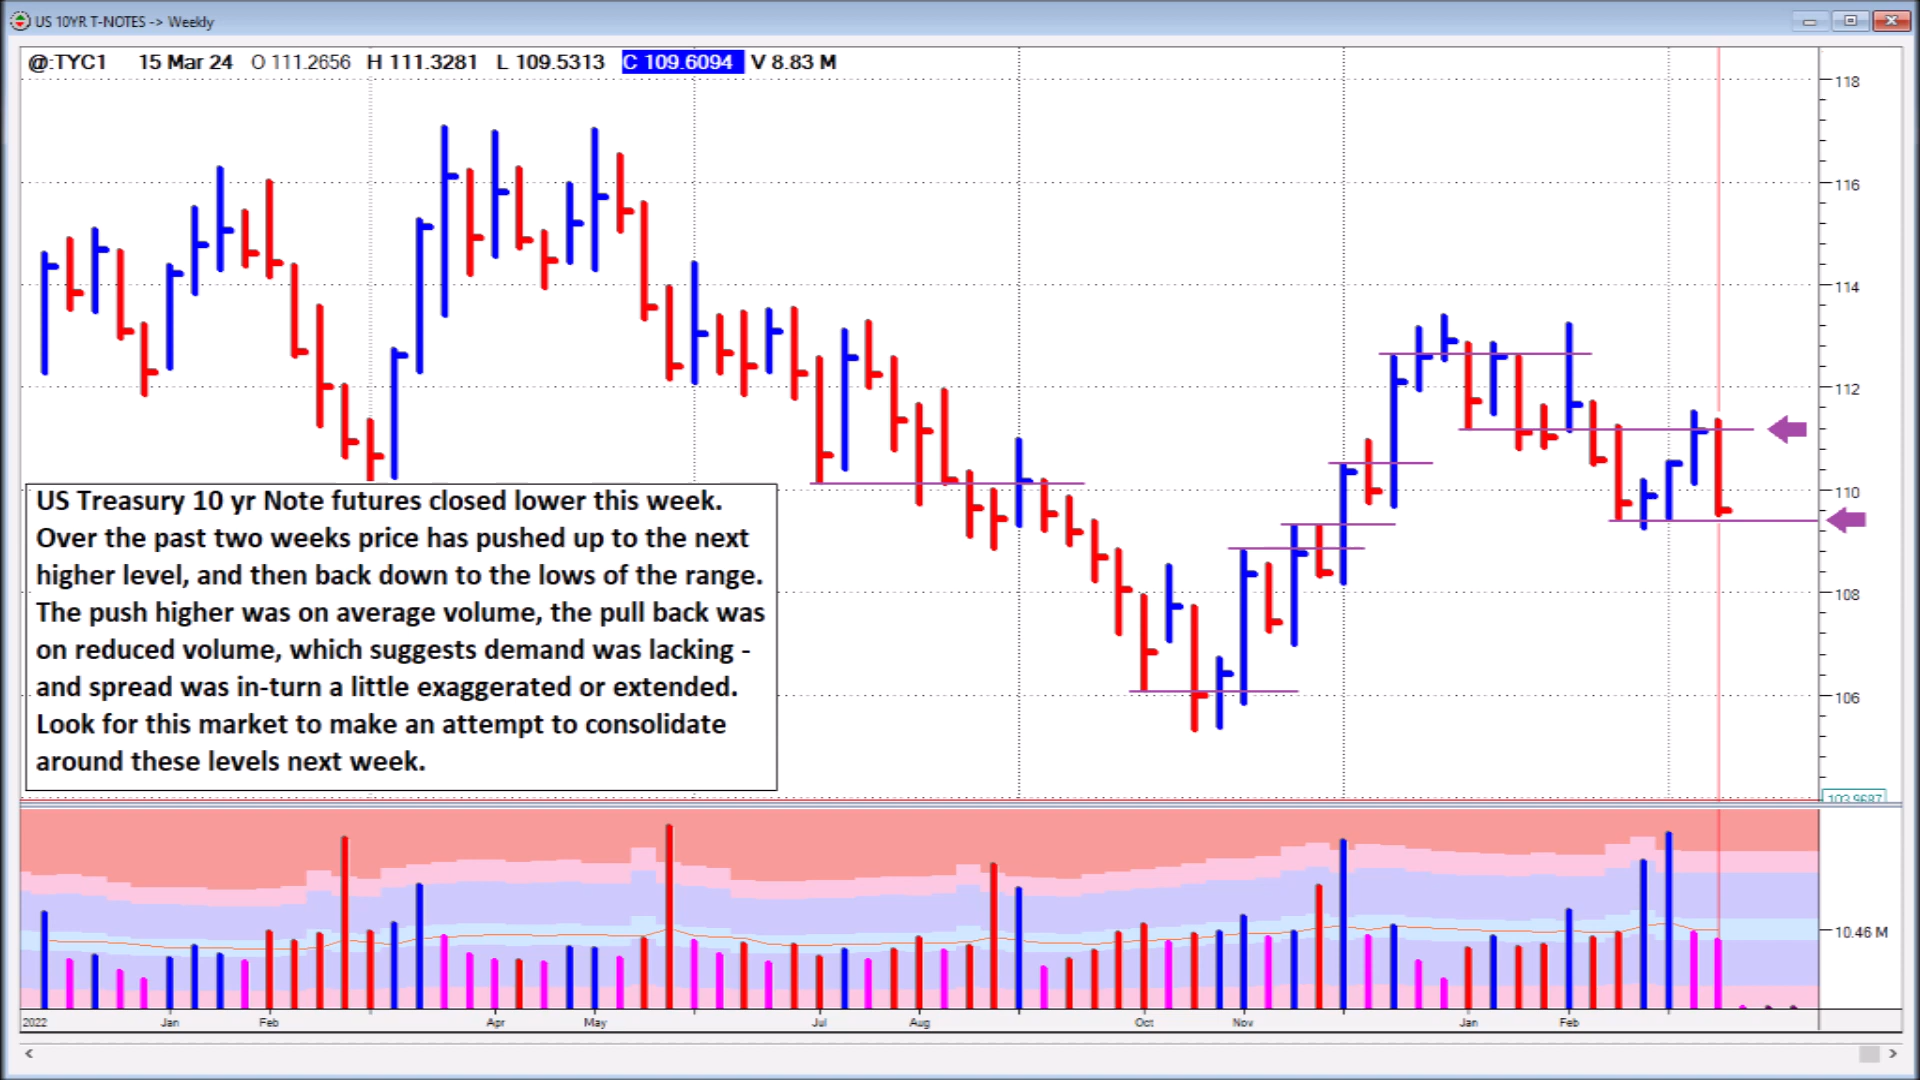 US 10YR T-NOTES -> Weekly
@:TYC1 15 Mar 24 O 111.2656 H 111.3281 L 109.5313 C 109.6094 V 8.83 M
118
116
114
112
110
108
106
103.9687
US Treasury 10 yr Note futures closed lower this week.
Over the past two weeks price has pushed up to the next
higher level, and then back down to the lows of the range.
The push higher was on average volume, the pull back was
on reduced volume, which suggests demand was lacking -
and spread was in-turn a little exaggerated or extended.
Look for this market to make an attempt to consolidate
around these levels next week.
10.46 M
2022 Jan Feb Apr May Jul Aug Oct Nov Jan Feb